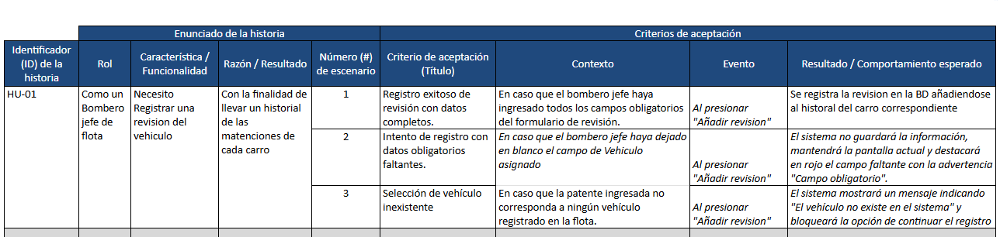 Enunciado de la historia
Criterios de aceptación
Identificador
(ID) de la
historia
Rol
Característica /
Funcionalidad
Razón / Resultado
Número (#)
de escenario
Criterio de aceptación
(Título)
Contexto
Evento
Resultado / Comportamiento esperado
HU-01
Como un
Bombero
jefe de
flota
Necesito
Registrar una
revision del
vehiculo
Con la finalidad de
llevar un historial
de las
matenciones de
cada carro
1
Registro exitoso de
revisión con datos
completos.
En caso que el bombero jefe haya
ingresado todos los campos obligatorios
del formulario de revisión.
Al presionar
"Añadir revision"
Se registra la revision en la BD añadiendose
al historal del carro correspondiente
2
Intento de registro con
datos obligatorios
faltantes.
En caso que el bombero jefe haya dejado
en blanco el campo de Vehiculo
asignado
Al presionar
"Añadir revision"
El sistema no guardará la información,
mantendrá la pantalla actual y destacará
en rojo el campo faltante con la advertencia
"Campo obligatorio".
3
Selección de vehículo
inexistente
En caso que la patente ingresada no
corresponda a ningún vehículo
registrado en la flota.
Al presionar
"Añadir revision"
El sistema mostrará un mensaje indicando
"El vehículo no existe en el sistema" y
bloqueará la opción de continuar el registro